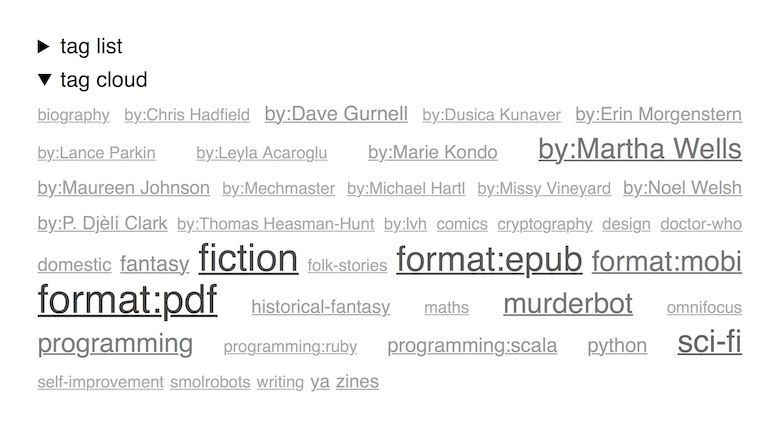 tag list
tag cloud
biography by:Chris Hadfield by:Dave Gurnell by:Dusica Kunaver by:Erin Morgenstern
by:Lance Parkin by:Leyla Acaroglu by:Marie Kondo by:Martha Wells
by:Maureen Johnson by:Mechmaster by:Michael Hartl by:Missy Vineyard by:Noel Welsh
by:P. Djèlí Clark by:Thomas Heasman-Hunt by:lvh comics cryptography design doctor-who
domestic fantasy fiction folk-stories format:epub format:mobi
format:pdf historical-fantasy maths murderbot omnifocus
programming programming:ruby programming:scala python sci-fi
self-improvement smolrobots writing ya zines